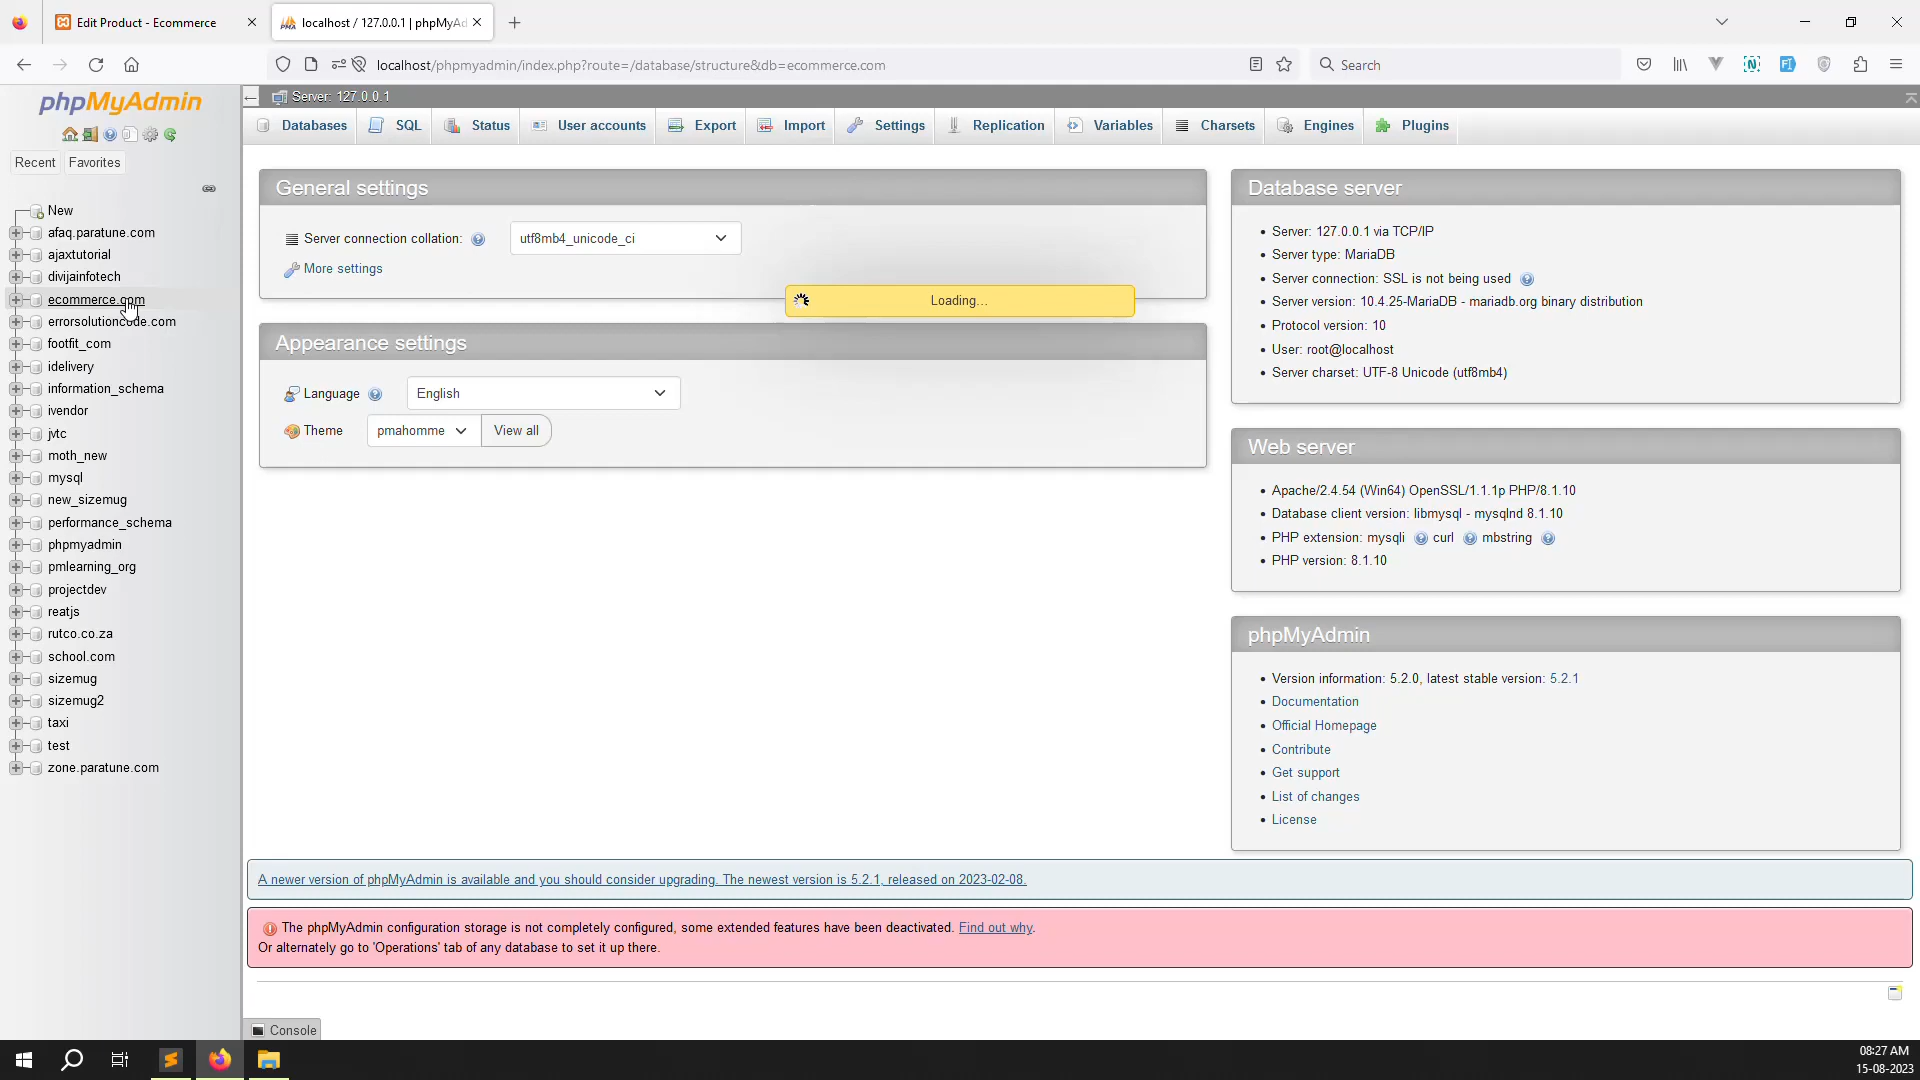 Edit Product - Ecommerce
localhost / 127.0.0.1 | phpMyAd
localhost/phpmyadmin/index.php?route=/database/structure&db=ecommerce.com
Search
phpMyAdmin
Recent
Favorites
New
afaq.paratune.com
ajaxtutorial
divijainfotech
ecommerce.com
errorsolutioncode.com
footfit_com
idelivery
information_schema
ivendor
jvtc
moth_new
mysql
new_sizemug
performance_schema
phpmyadmin
pmlearning_org
projectdev
reatjs
rutco.co.za
school.com
sizemug
sizemug2
taxi
test
zone.paratune.com
Server: 127.0.0.1
Databases
SQL
Status
User accounts
Export
Import
Settings
Replication
Variables
Charsets
Engines
Plugins
General settings
Server connection collation:
utf8mb4_unicode_ci
More settings
Loading…
Appearance settings
Language
English
Theme
pmahomme
View all
Database server
Server: 127.0.0.1 via TCP/IP
Server type: MariaDB
Server connection: SSL is not being used
Server version: 10.4.25-MariaDB - mariadb.org binary distribution
Protocol version: 10
User: root@localhost
Server charset: UTF-8 Unicode (utf8mb4)
Web server
Apache/2.4.54 (Win64) OpenSSL/1.1.1p PHP/8.1.10
Database client version: libmysql - mysqlnd 8.1.10
PHP extension: mysqli curl mbstring
PHP version: 8.1.10
phpMyAdmin
Version information: 5.2.0, latest stable version: 5.2.1
Documentation
Official Homepage
Contribute
Get support
List of changes
License
A newer version of phpMyAdmin is available and you should consider upgrading. The newest version is 5.2.1, released on 2023-02-08.
The phpMyAdmin configuration storage is not completely configured, some extended features have been deactivated. Find out why.
Or alternately go to 'Operations' tab of any database to set it up there.
Console
08:27 AM
15-08-2023